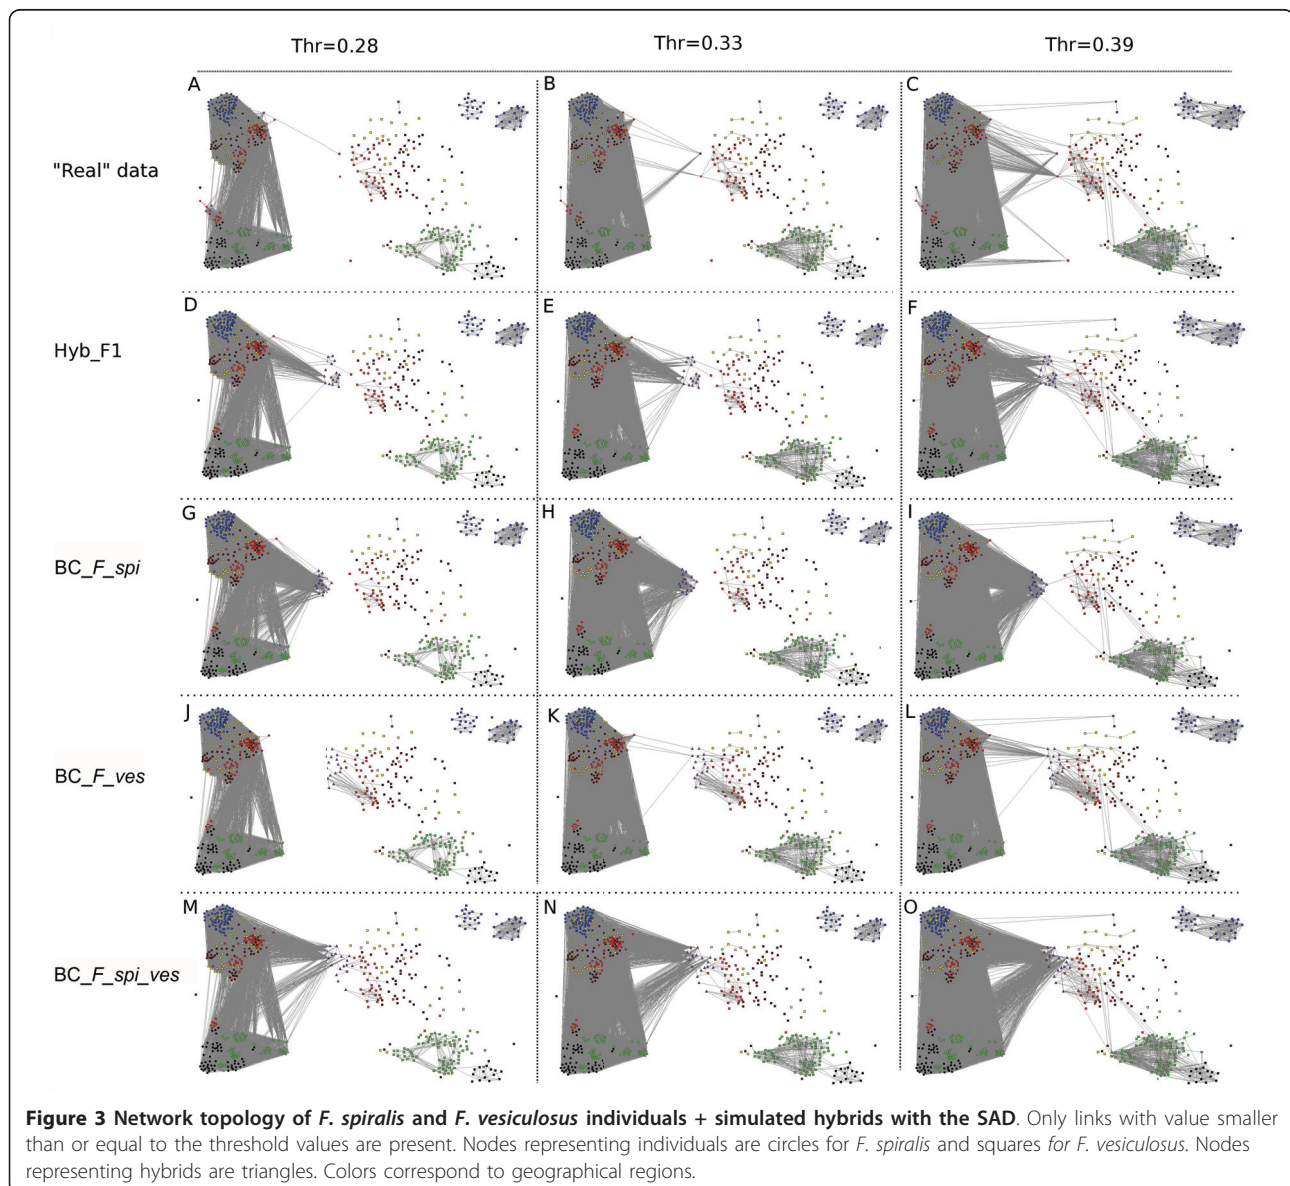 Thr=0.28 Thr=0.33 Thr=0.39
A B C
"Real" data
D E F
Hyb_F1
G H I
BC_F_spi
J K L
BC_F_ves
M N O
BC_F_spi_ves
Figure 3 Network topology of F. spiralis and F. vesiculosus individuals + simulated hybrids with the SAD. Only links with value smaller
than or equal to the threshold values are present. Nodes representing individuals are circles for F. spiralis and squares for F. vesiculosus. Nodes
representing hybrids are triangles. Colors correspond to geographical regions.